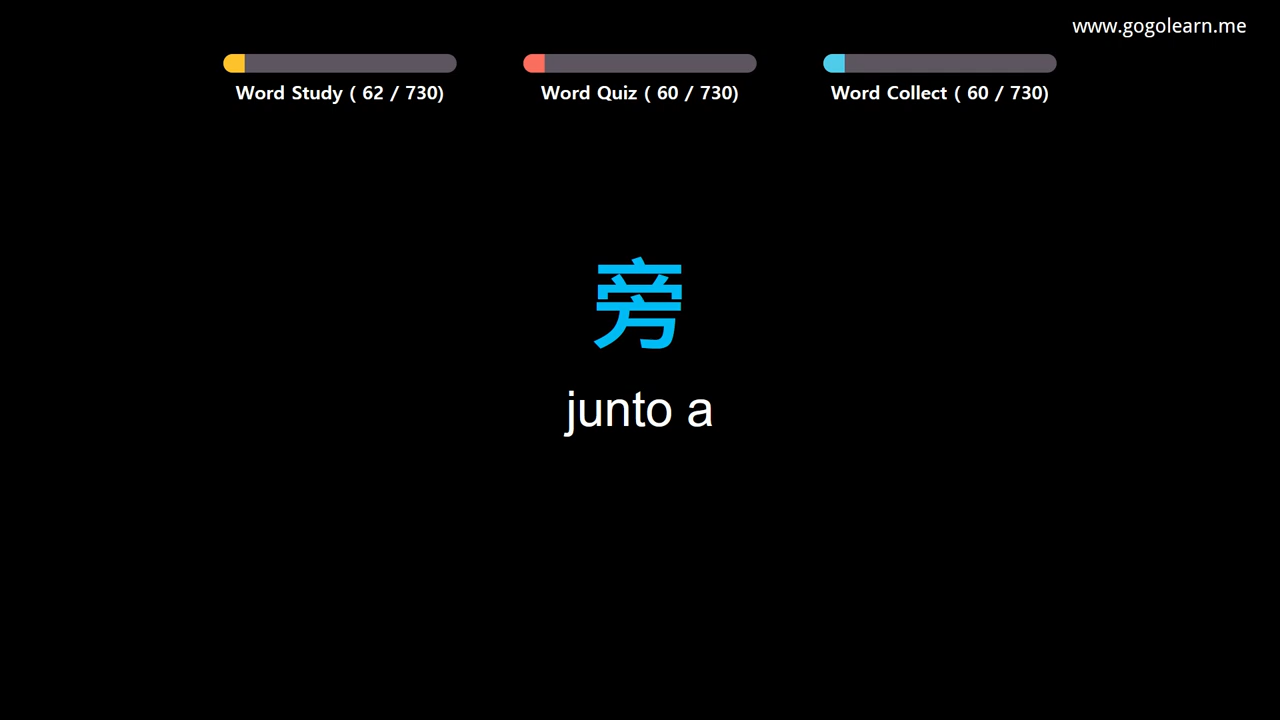 www.gogolearn.me
Word Study ( 62 / 730)
Word Quiz ( 60 / 730)
Word Collect ( 60 / 730)
旁
junto a